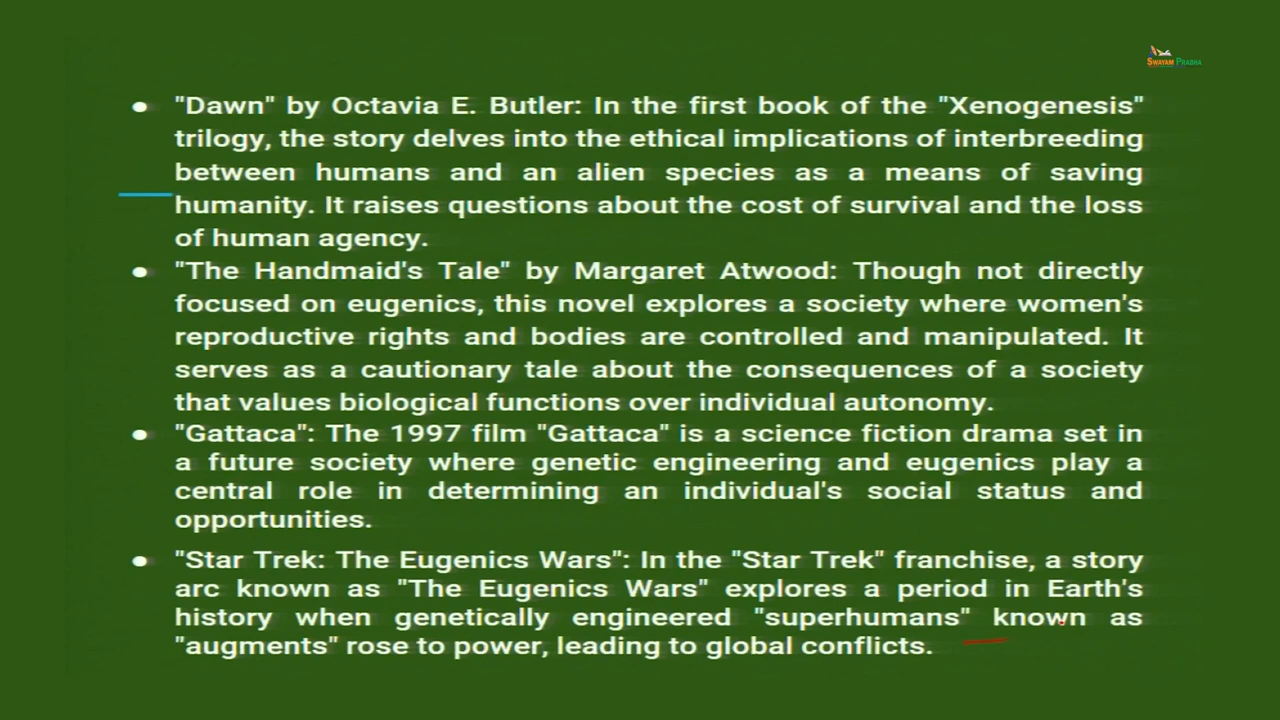 SWAYAM PRABHA
● "Dawn" by Octavia E. Butler: In the first book of the "Xenogenesis"
trilogy, the story delves into the ethical implications of interbreeding
between humans and an alien species as a means of saving
humanity. It raises questions about the cost of survival and the loss
of human agency.
● "The Handmaid's Tale" by Margaret Atwood: Though not directly
focused on eugenics, this novel explores a society where women's
reproductive rights and bodies are controlled and manipulated. It
serves as a cautionary tale about the consequences of a society
that values biological functions over individual autonomy.
● "Gattaca": The 1997 film "Gattaca" is a science fiction drama set in
a future society where genetic engineering and eugenics play a
central role in determining an individual's social status and
opportunities.
● "Star Trek: The Eugenics Wars": In the "Star Trek" franchise, a story
arc known as "The Eugenics Wars" explores a period in Earth's
history when genetically engineered "superhumans" known as
"augments" rose to power, leading to global conflicts.